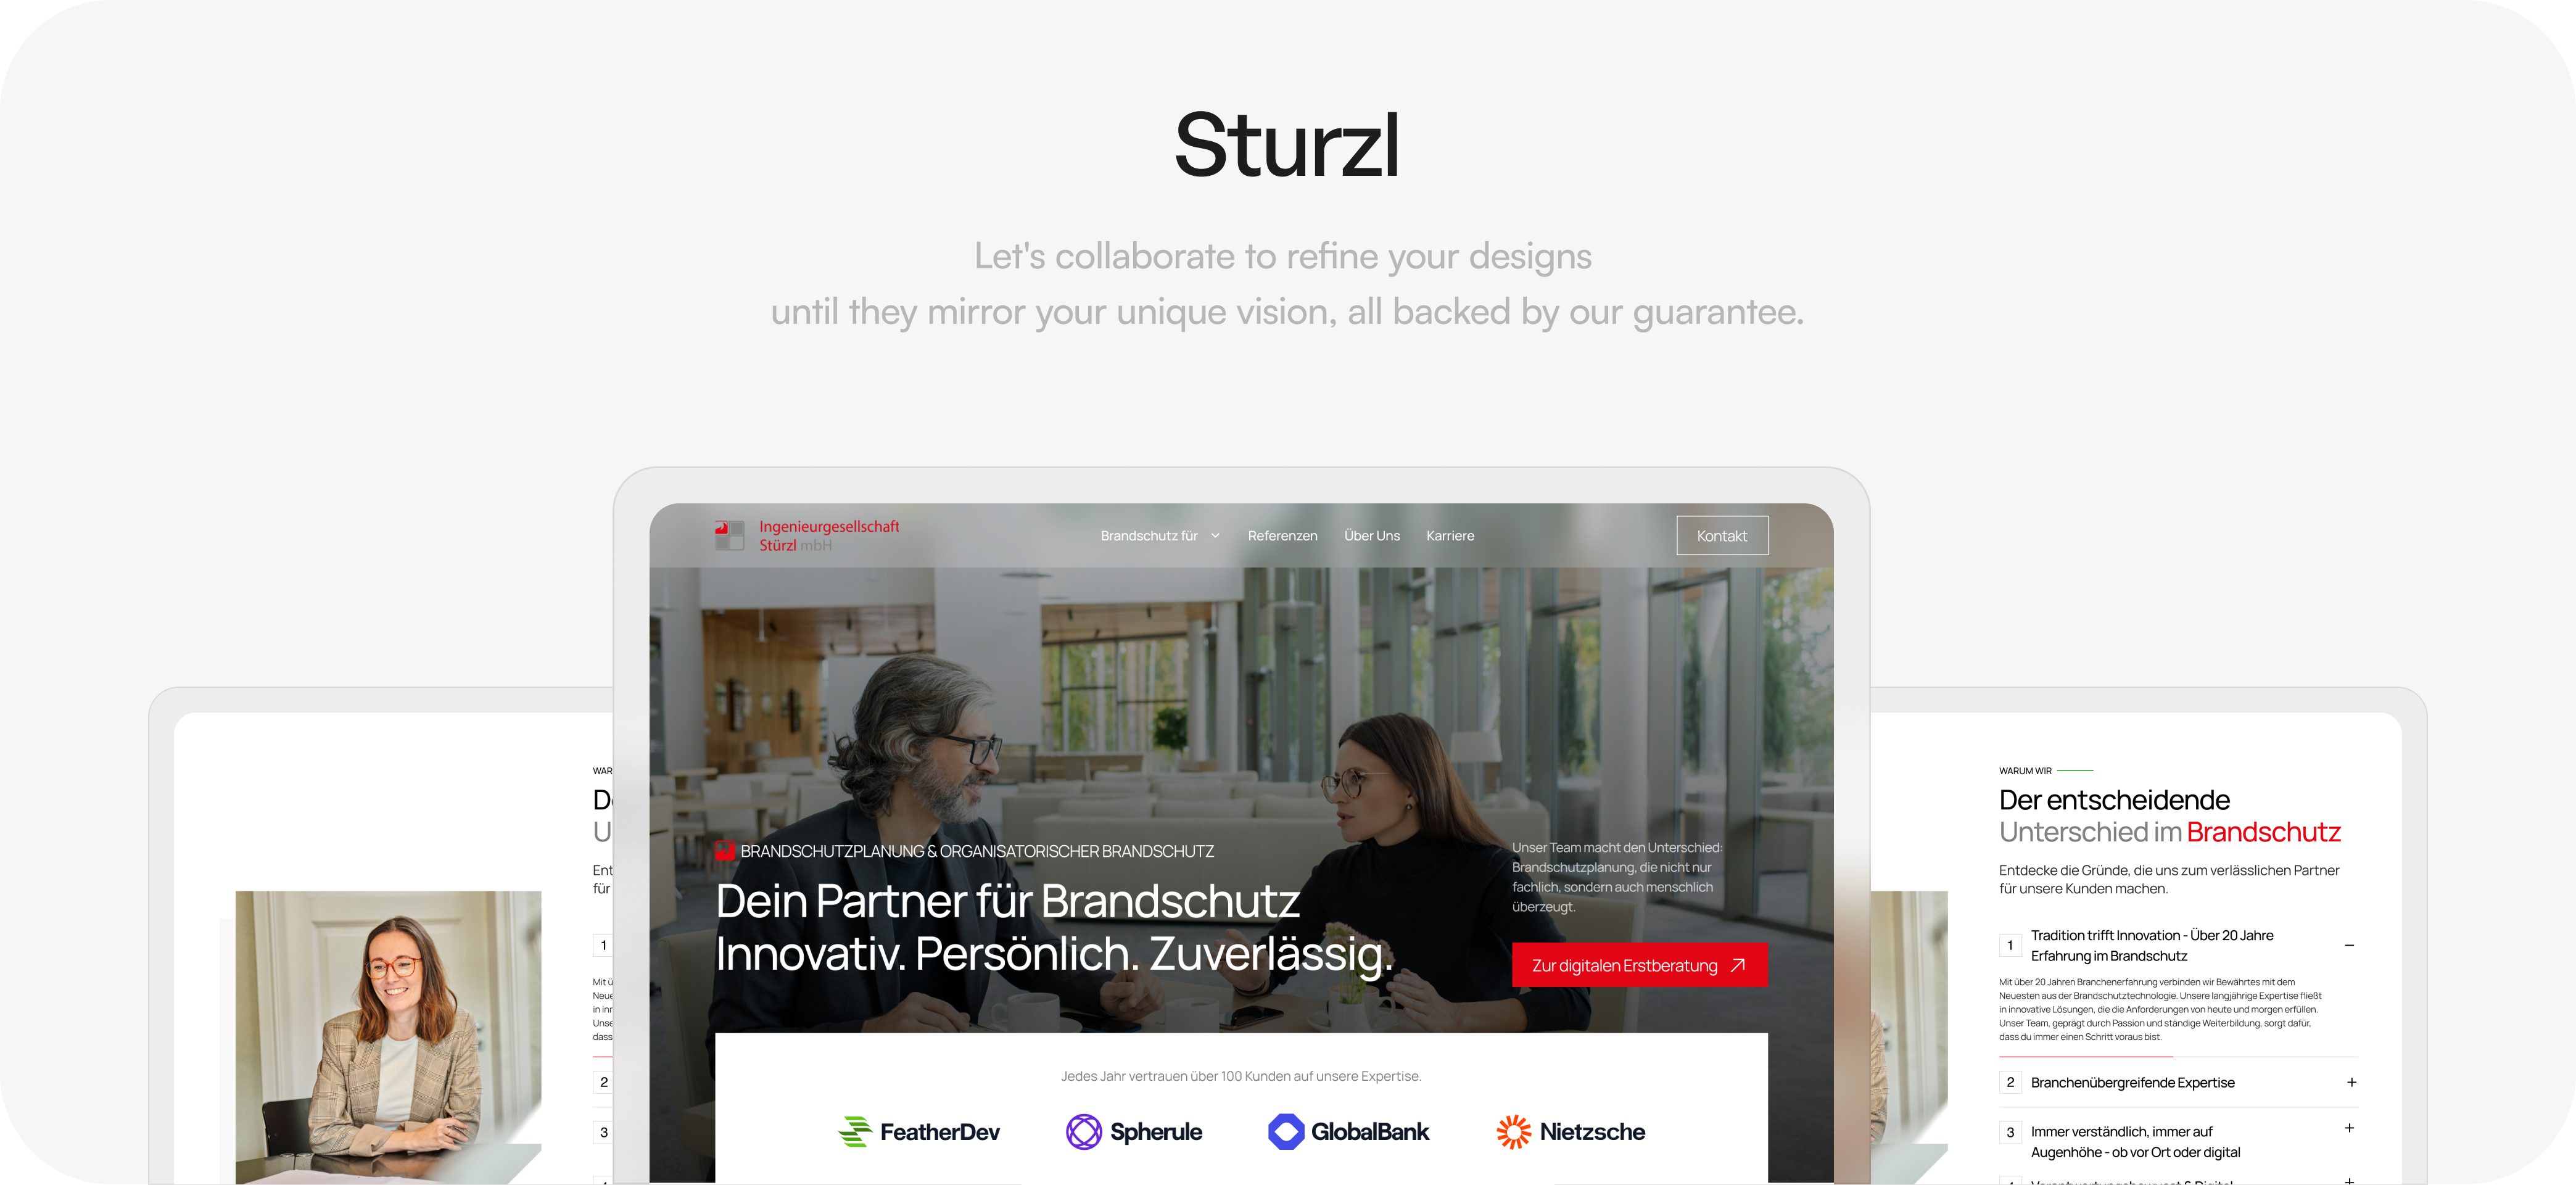 Sturzl
Let's collaborate to refine your designs
until they mirror your unique vision, all backed by our guarantee.
Ingenieurgesellschaft
Stürzl mbH
Brandschutz für
Referenzen
Über Uns
Karriere
Kontakt
BRANDSCHUTZPLANUNG & ORGANISATORISCHER BRANDSCHUTZ
Dein Partner für Brandschutz
Innovativ. Persönlich. Zuverlässig.
Unser Team macht den Unterschied:
Brandschutzplanung, die nicht nur
fachlich, sondern auch menschlich
überzeugt.
Zur digitalen Erstberatung
Jedes Jahr vertrauen über 100 Kunden auf unsere Expertise.
FeatherDev
Spherule
GlobalBank
Nietzsche
für
1
Mit
2
3
WARUM WIR
Der entscheidende
Unterschied im Brandschutz
Entdecke die Gründe, die uns zum verlässlichen Partner
für unsere Kunden machen.
1
Tradition trifft Innovation - Über 20 Jahre
Erfahrung im Brandschutz
Mit über 20 Jahren Branchenerfahrung verbinden wir Bewährtes mit dem
Neuesten aus der Brandschutztechnologie. Unsere langjährige Expertise fließt
in innovative Lösungen, die die Anforderungen von heute und morgen erfüllen.
Unser Team, geprägt durch Passion und ständige Weiterbildung, sorgt dafür,
dass du immer einen Schritt voraus bist.
2
Branchenübergreifende Expertise
3
Immer verständlich, immer auf
Augenhöhe - ob vor Ort oder digital